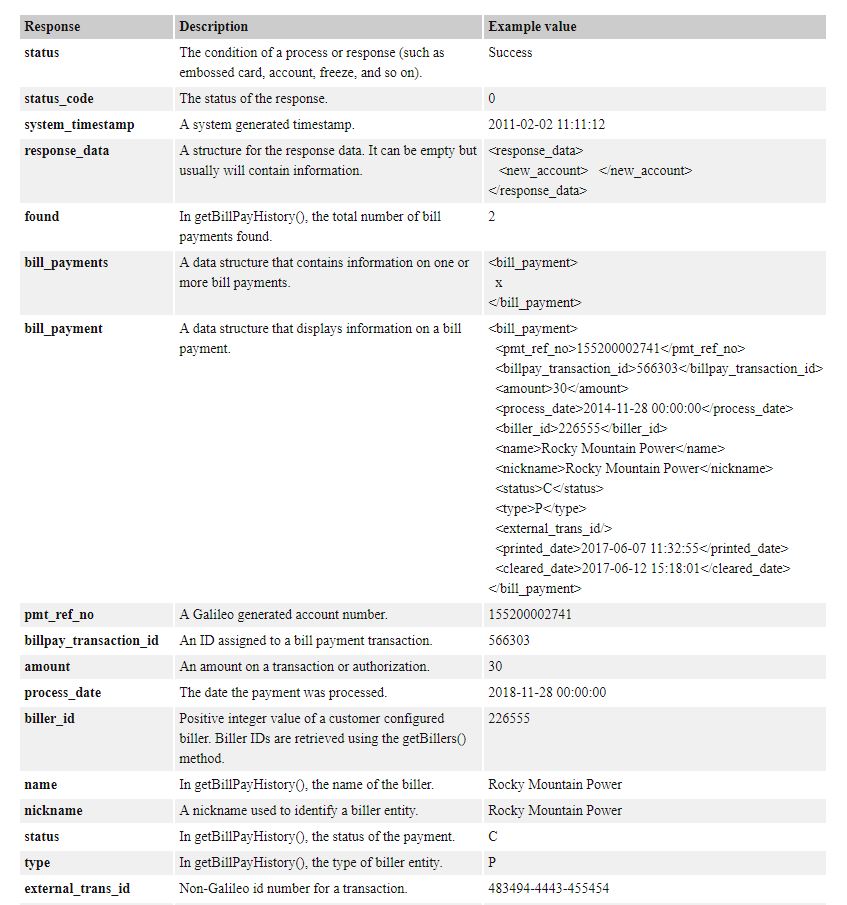 Response Description Example value
status The condition of a process or response (such as Success
embossed card, account, freeze, and so on).
status_code The status of the response. 0
system_timestamp A system generated timestamp. 2011-02-02 11:11:12
response_data A structure for the response data. It can be empty but <response_data>
usually will contain information. <new_account> </new_account>
</response_data>
found In getBillPayHistory(), the total number of bill 2
payments found.
bill_payments A data structure that contains information on one or <bill_payment>
more bill payments. x
</bill_payment>
bill_payment A data structure that displays information on a bill <bill_payment>
payment. <pmt_ref_no>155200002741</pmt_ref_no>
<billpay_transaction_id>566303</billpay_transaction_id>
<amount>30</amount>
<process_date>2014-11-28 00:00:00</process_date>
<biller_id>226555</biller_id>
<name>Rocky Mountain Power</name>
<nickname>Rocky Mountain Power</nickname>
<status>C</status>
<type>P</type>
<external_trans_id/>
<printed_date>2017-06-07 11:32:55</printed_date>
<cleared_date>2017-06-12 15:18:01</cleared_date>
</bill_payment>
pmt_ref_no A Galileo generated account number. 155200002741
billpay_transaction_id An ID assigned to a bill payment transaction. 566303
amount An amount on a transaction or authorization. 30
process_date The date the payment was processed. 2018-11-28 00:00:00
biller_id Positive integer value of a customer configured 226555
biller. Biller IDs are retrieved using the getBillers()
method.
name In getBillPayHistory(), the name of the biller. Rocky Mountain Power
nickname A nickname used to identify a biller entity. Rocky Mountain Power
status In getBillPayHistory(), the status of the payment. C
type In getBillPayHistory(), the type of biller entity. P
external_trans_id Non-Galileo id number for a transaction. 483494-4443-455454